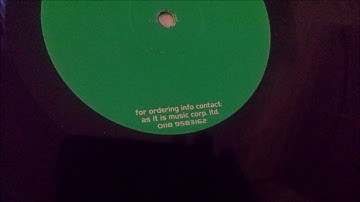 for ordering info contact:
as it is music corp. ltd.
0118 9583162